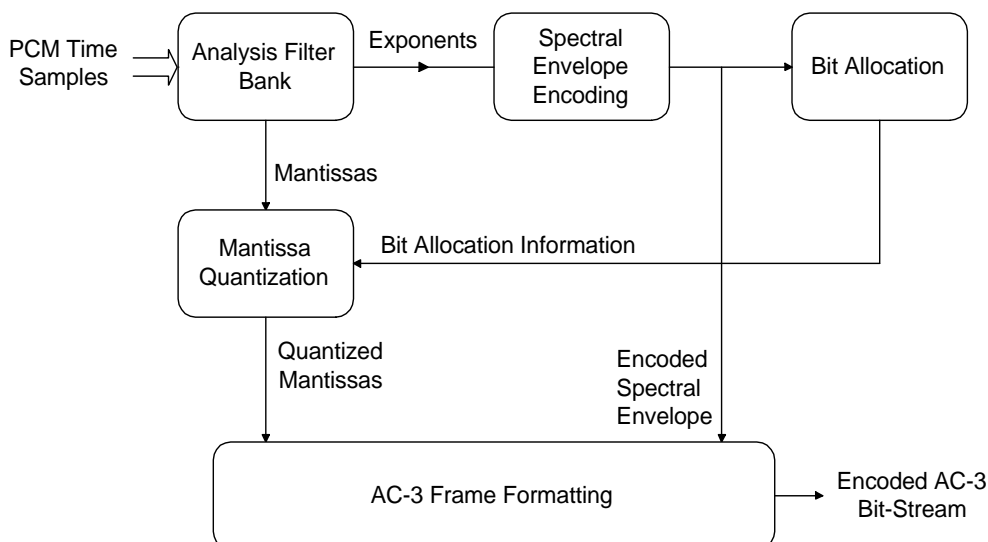 PCM Time
Samples
Analysis Filter
Bank
Exponents
Spectral
Envelope
Encoding
Bit Allocation
Mantissas
Mantissa
Quantization
Bit Allocation Information
Quantized
Mantissas
Encoded
Spectral
Envelope
AC-3 Frame Formatting
Encoded AC-3
Bit-Stream